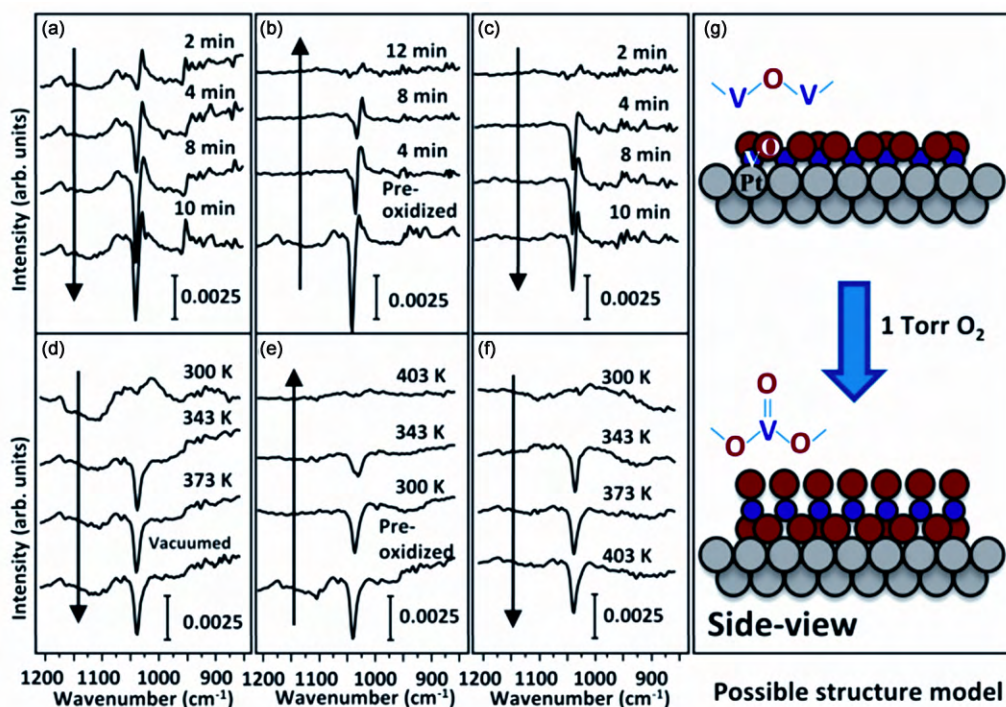 (a)
2 min
4 min
8 min
10 min
0.0025
(b)
12 min
8 min
4 min
Pre-
oxidized
0.0025
(c)
2 min
4 min
8 min
10 min
0.0025
Intensity (arb. units)
(d)
300 K
343 K
373 K
Vacuumed
0.0025
1200 1100 1000 900
Wavenumber (cm⁻¹)
(e)
403 K
343 K
300 K
Pre-
oxidized
0.0025
1200 1100 1000 900
Wavenumber (cm⁻¹)
(f)
300 K
343 K
373 K
403 K
0.0025
1200 1100 1000 900
Wavenumber (cm⁻¹)
Intensity (arb. units)
(g)
O
V V
V O
Pt
1 Torr O₂
O
V
O O
Side-view
Possible structure model